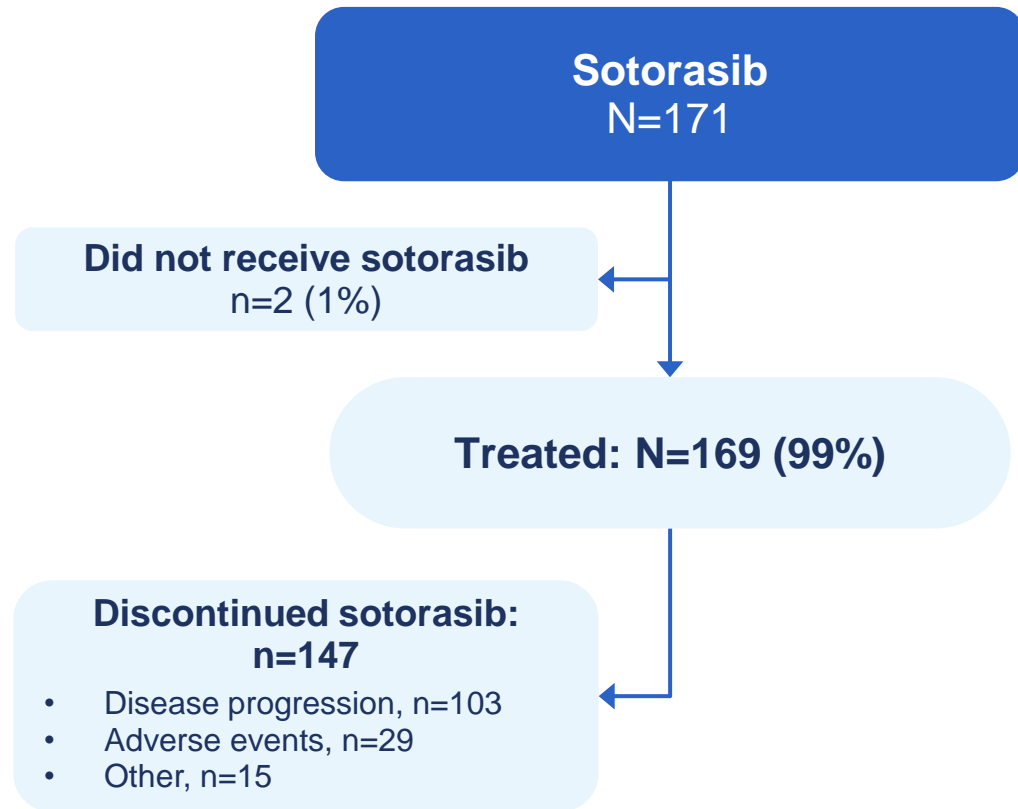 Sotorasib
N=171
Did not receive sotorasib
n=2 (1%)
Treated: N=169 (99%)
Discontinued sotorasib:
n=147
• Disease progression, n=103
• Adverse events, n=29
• Other, n=15